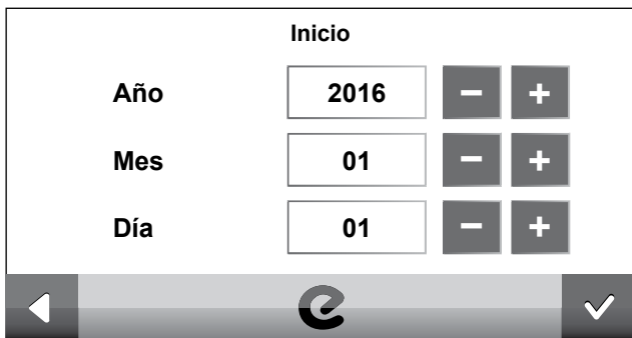 Inicio
Año 2016 − +
Mes 01 − +
Día 01 − +
e